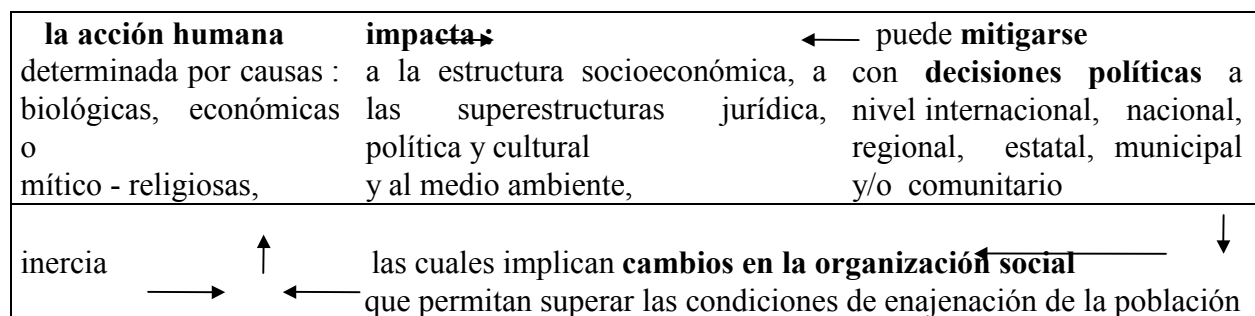 la acción humana
determinada por causas :
biológicas, económicas
o
mítico - religiosas,
impacta :
a la estructura socioeconómica, a
las superestructuras jurídica,
política y cultural
y al medio ambiente,
puede mitigarse
con decisiones políticas a
nivel internacional, nacional,
regional, estatal, municipal
y/o comunitario
inercia
las cuales implican cambios en la organización social
que permitan superar las condiciones de enajenación de la población